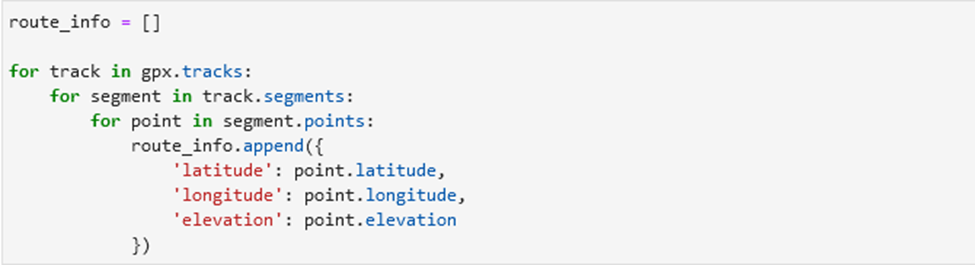 route_info = []

for track in gpx.tracks:
    for segment in track.segments:
        for point in segment.points:
            route_info.append({
                'latitude': point.latitude,
                'longitude': point.longitude,
                'elevation': point.elevation
            })